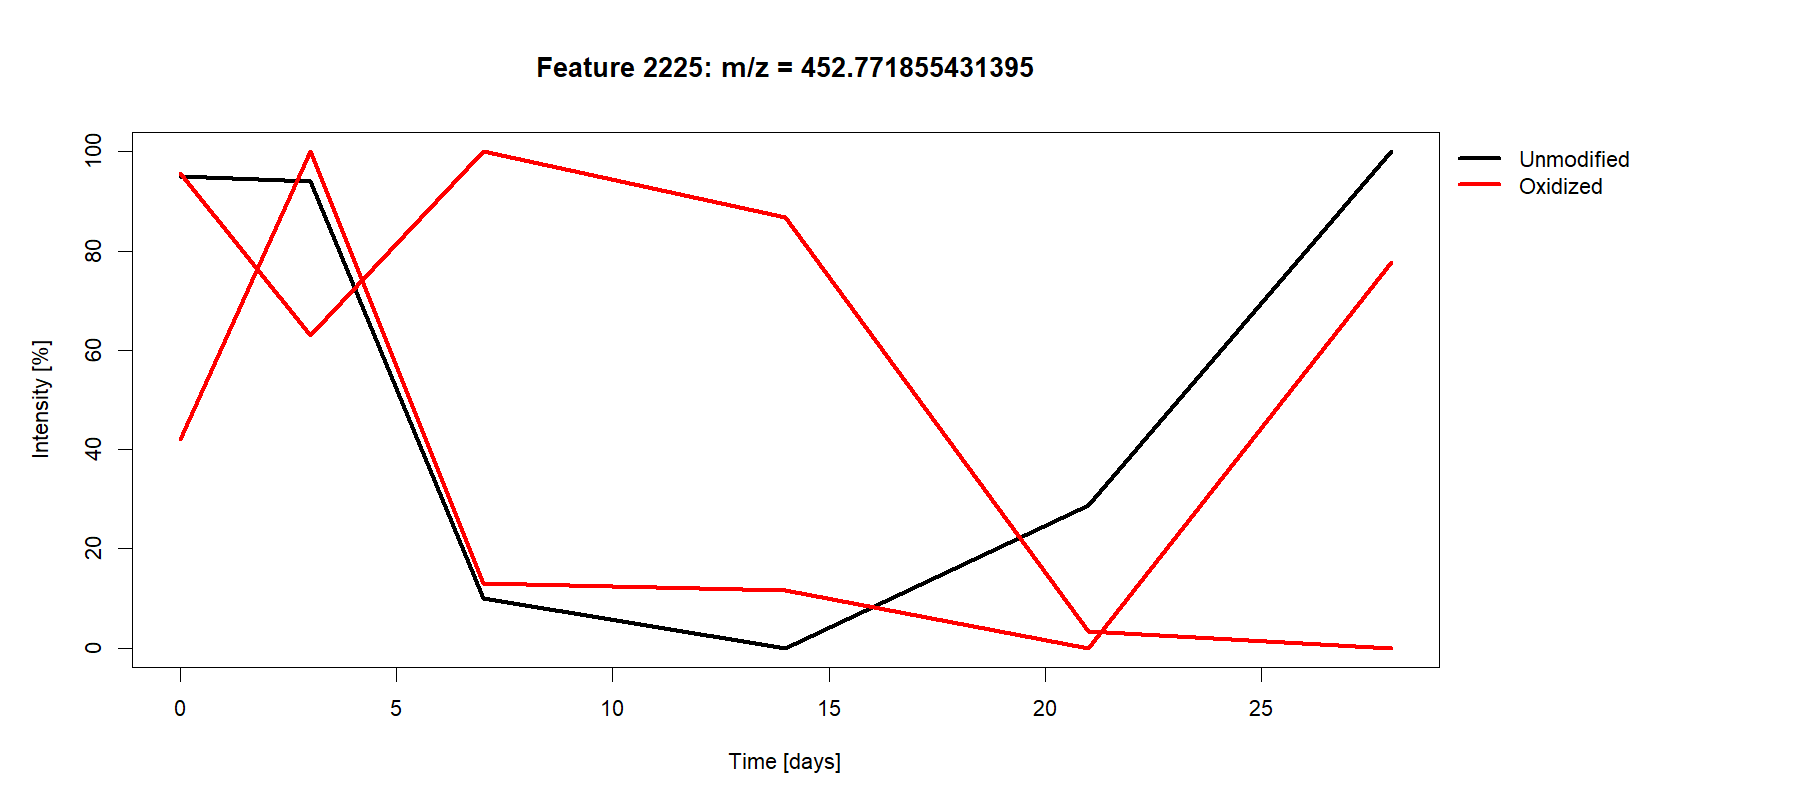 Feature 2225: m/z = 452.771855431395
Unmodified
Oxidized
Intensity [%]
100
80
60
40
20
0
0 5 10 15 20 25
Time [days]